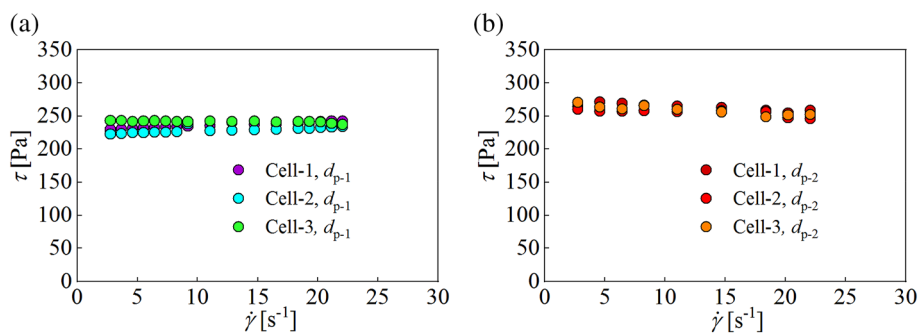 (a)
350
300
250
200
150
100
50
0
τ [Pa]
Cell-1, dp-1
Cell-2, dp-1
Cell-3, dp-1
0 5 10 15 20 25 30
γ̇ [s-1]
(b)
350
300
250
200
150
100
50
0
τ [Pa]
Cell-1, dp-2
Cell-2, dp-2
Cell-3, dp-2
0 5 10 15 20 25 30
γ̇ [s-1]